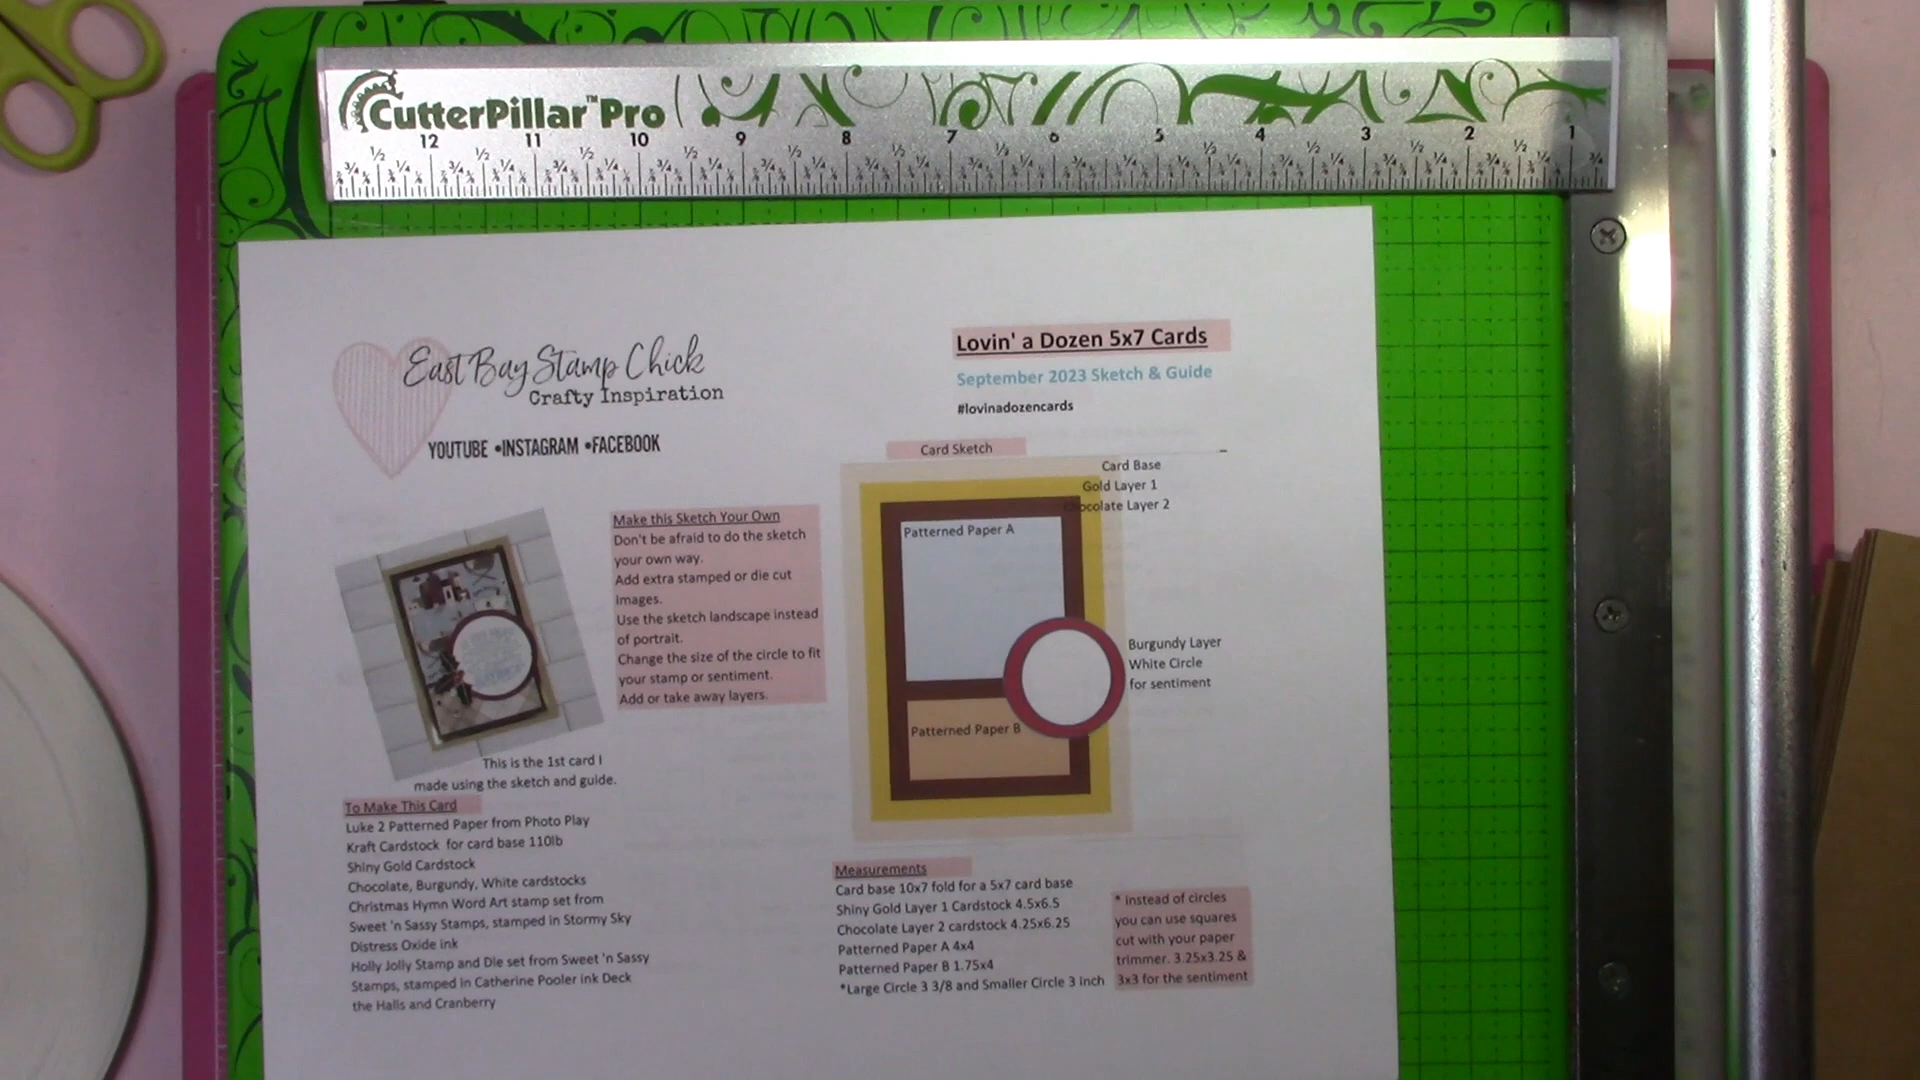 CutterPillar™ Pro
12 11 10 9 8 7 6 5 4 3 2 1
East Bay Stamp Chick
Crafty Inspiration
YOUTUBE •INSTAGRAM •FACEBOOK
Lovin' a Dozen 5x7 Cards
September 2023 Sketch & Guide
#lovinadozencards
Card Sketch
Card Base
Gold Layer 1
Chocolate Layer 2
Patterned Paper A
Patterned Paper B
Burgundy Layer
White Circle
for sentiment
Make this Sketch Your Own
Don't be afraid to do the sketch
your own way.
Add extra stamped or die cut
images.
Use the sketch landscape instead
of portrait.
Change the size of the circle to fit
your stamp or sentiment.
Add or take away layers.
This is the 1st card I
made using the sketch and guide.
To Make This Card
Luke 2 Patterned Paper from Photo Play
Kraft Cardstock for card base 110lb
Shiny Gold Cardstock
Chocolate, Burgundy, White cardstocks
Christmas Hymn Word Art stamp set from
Sweet 'n Sassy Stamps, stamped in Stormy Sky
Distress Oxide ink
Holly Jolly Stamp and Die set from Sweet 'n Sassy
Stamps, stamped in Catherine Pooler ink Deck
the Halls and Cranberry
Measurements
Card base 10x7 fold for a 5x7 card base
Shiny Gold Layer 1 Cardstock 4.5x6.5
Chocolate Layer 2 cardstock 4.25x6.25
Patterned Paper A 4x4
Patterned Paper B 1.75x4
*Large Circle 3 3/8 and Smaller Circle 3 inch
* instead of circles
you can use squares
cut with your paper
trimmer. 3.25x3.25 &
3x3 for the sentiment